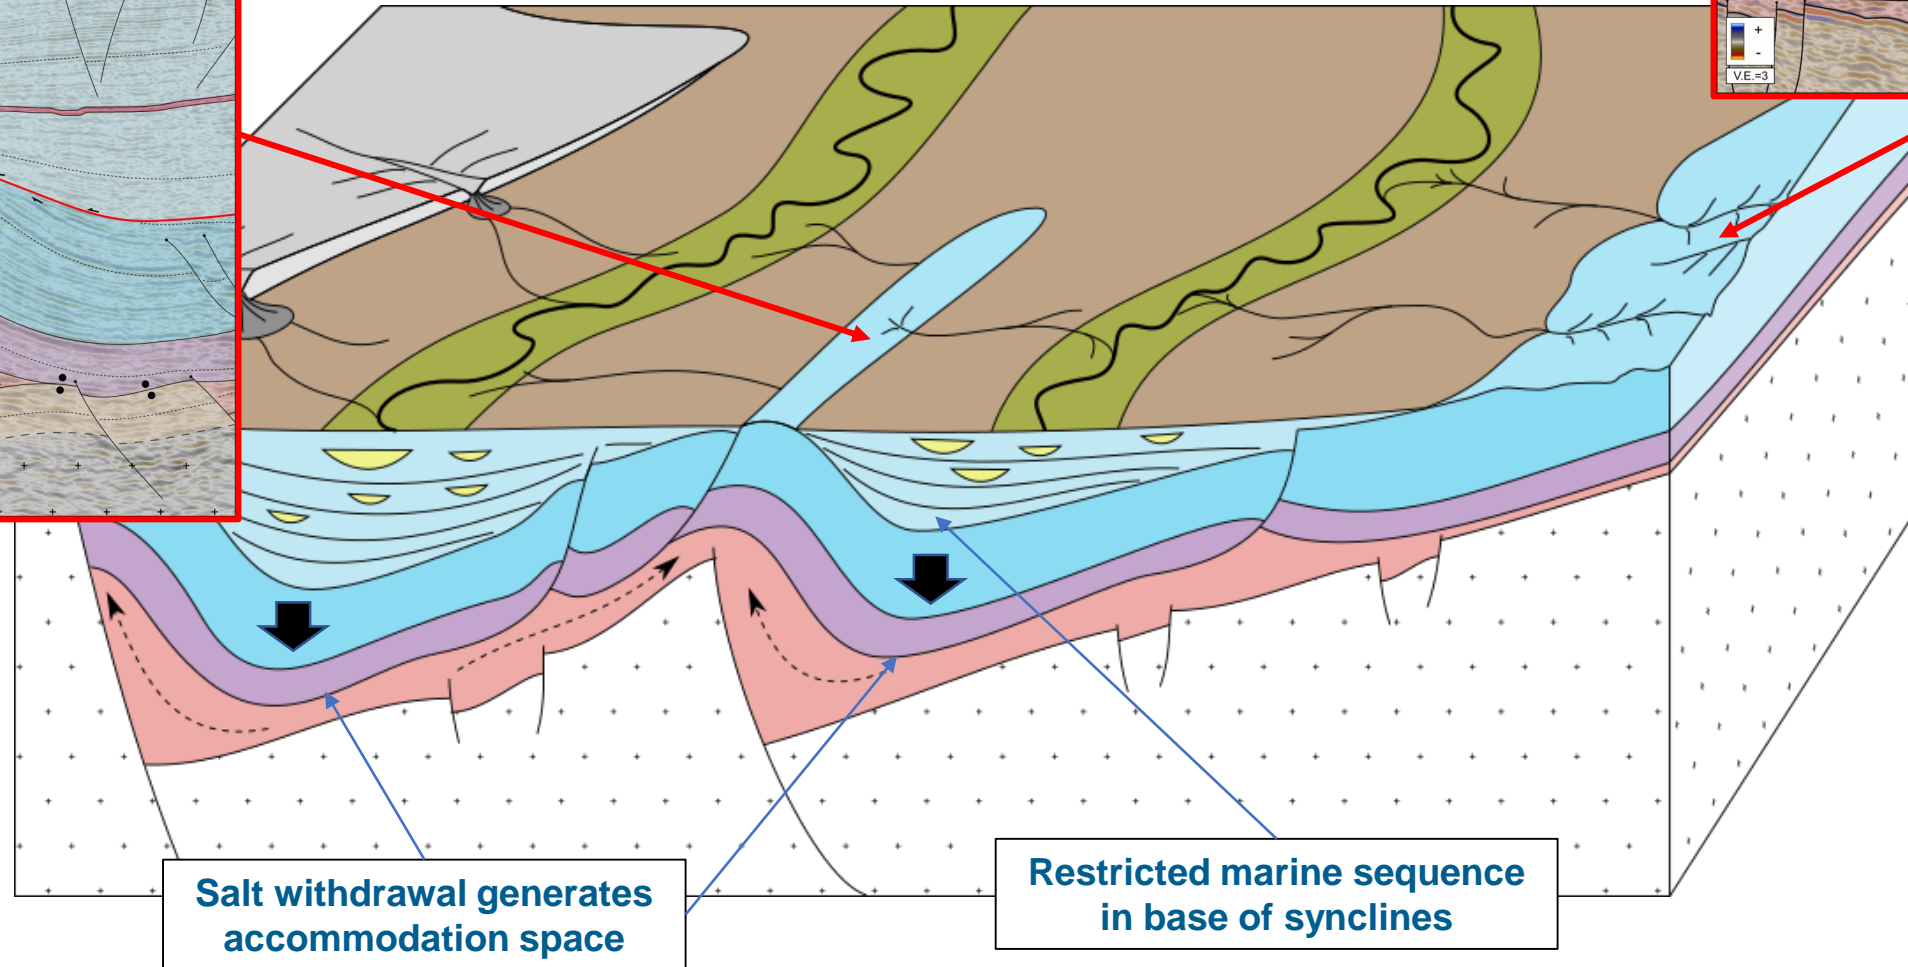 +
-
V.E.=3
Salt withdrawal generates
accommodation space
Restricted marine sequence
in base of synclines